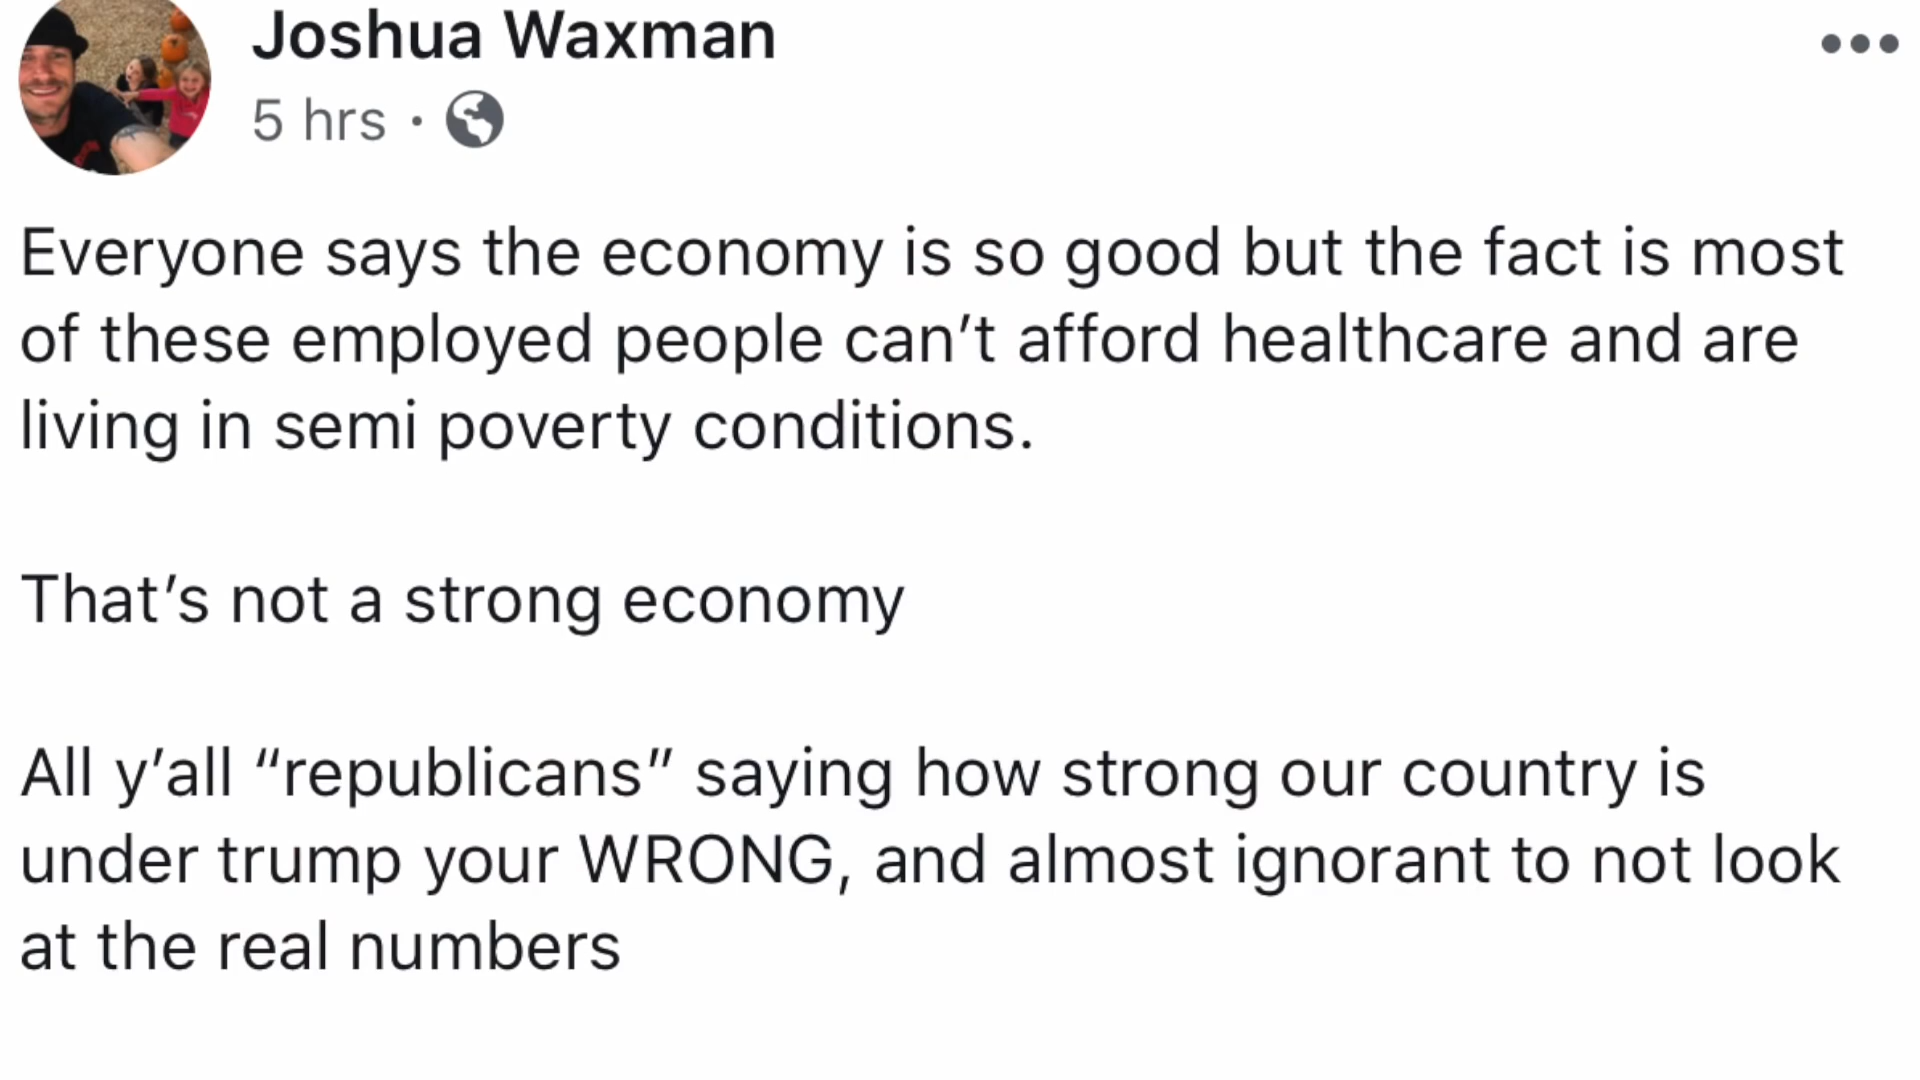 Joshua Waxman
5 hrs ·
Everyone says the economy is so good but the fact is most
of these employed people can’t afford healthcare and are
living in semi poverty conditions.
That’s not a strong economy
All y’all “republicans” saying how strong our country is
under trump your WRONG, and almost ignorant to not look
at the real numbers